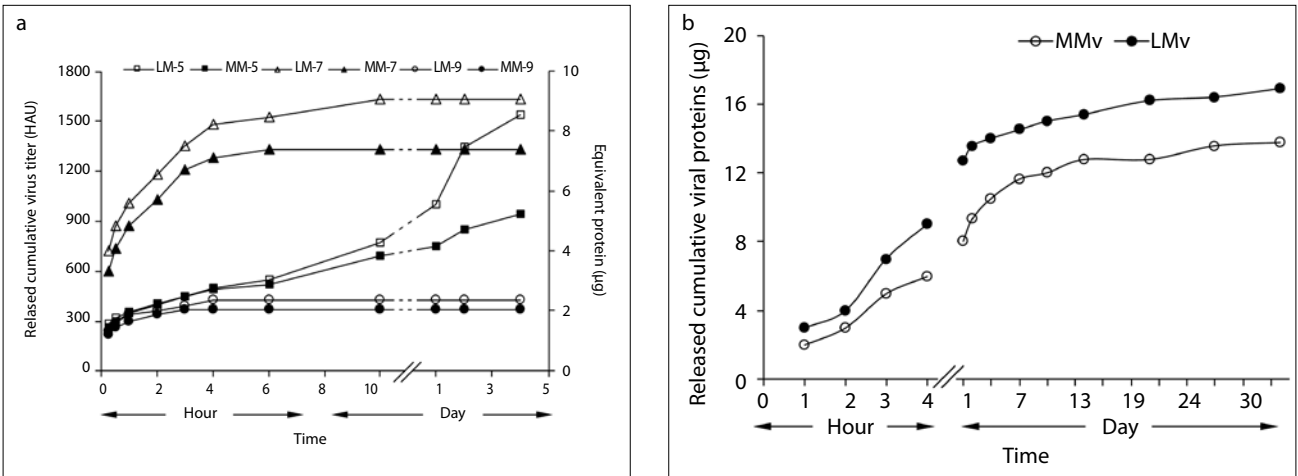 a
LM-5 MM-5 LM-7 MM-7 LM-9 MM-9
1800
1500
1200
900
600
300
0
Relased cumulative virus titer (HAU)
10
8
6
4
2
0
Equivalent protein (µg)
0 2 4 6 10 1 3 5
Hour Day
Time
b
MMv LMv
20
16
12
8
4
0
Released cumulative viral proteins (µg)
0 1 2 3 4 1 7 13 19 24 30
Hour Day
Time